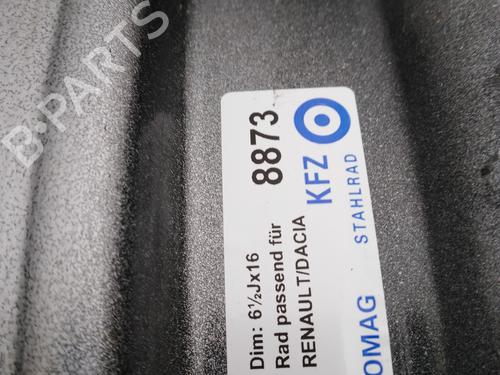 B-PARTS
8873
Dim: 6½Jx16
Rad passend für
RENAULT/DACIA
KFZ
STAHLRAD
OMAG